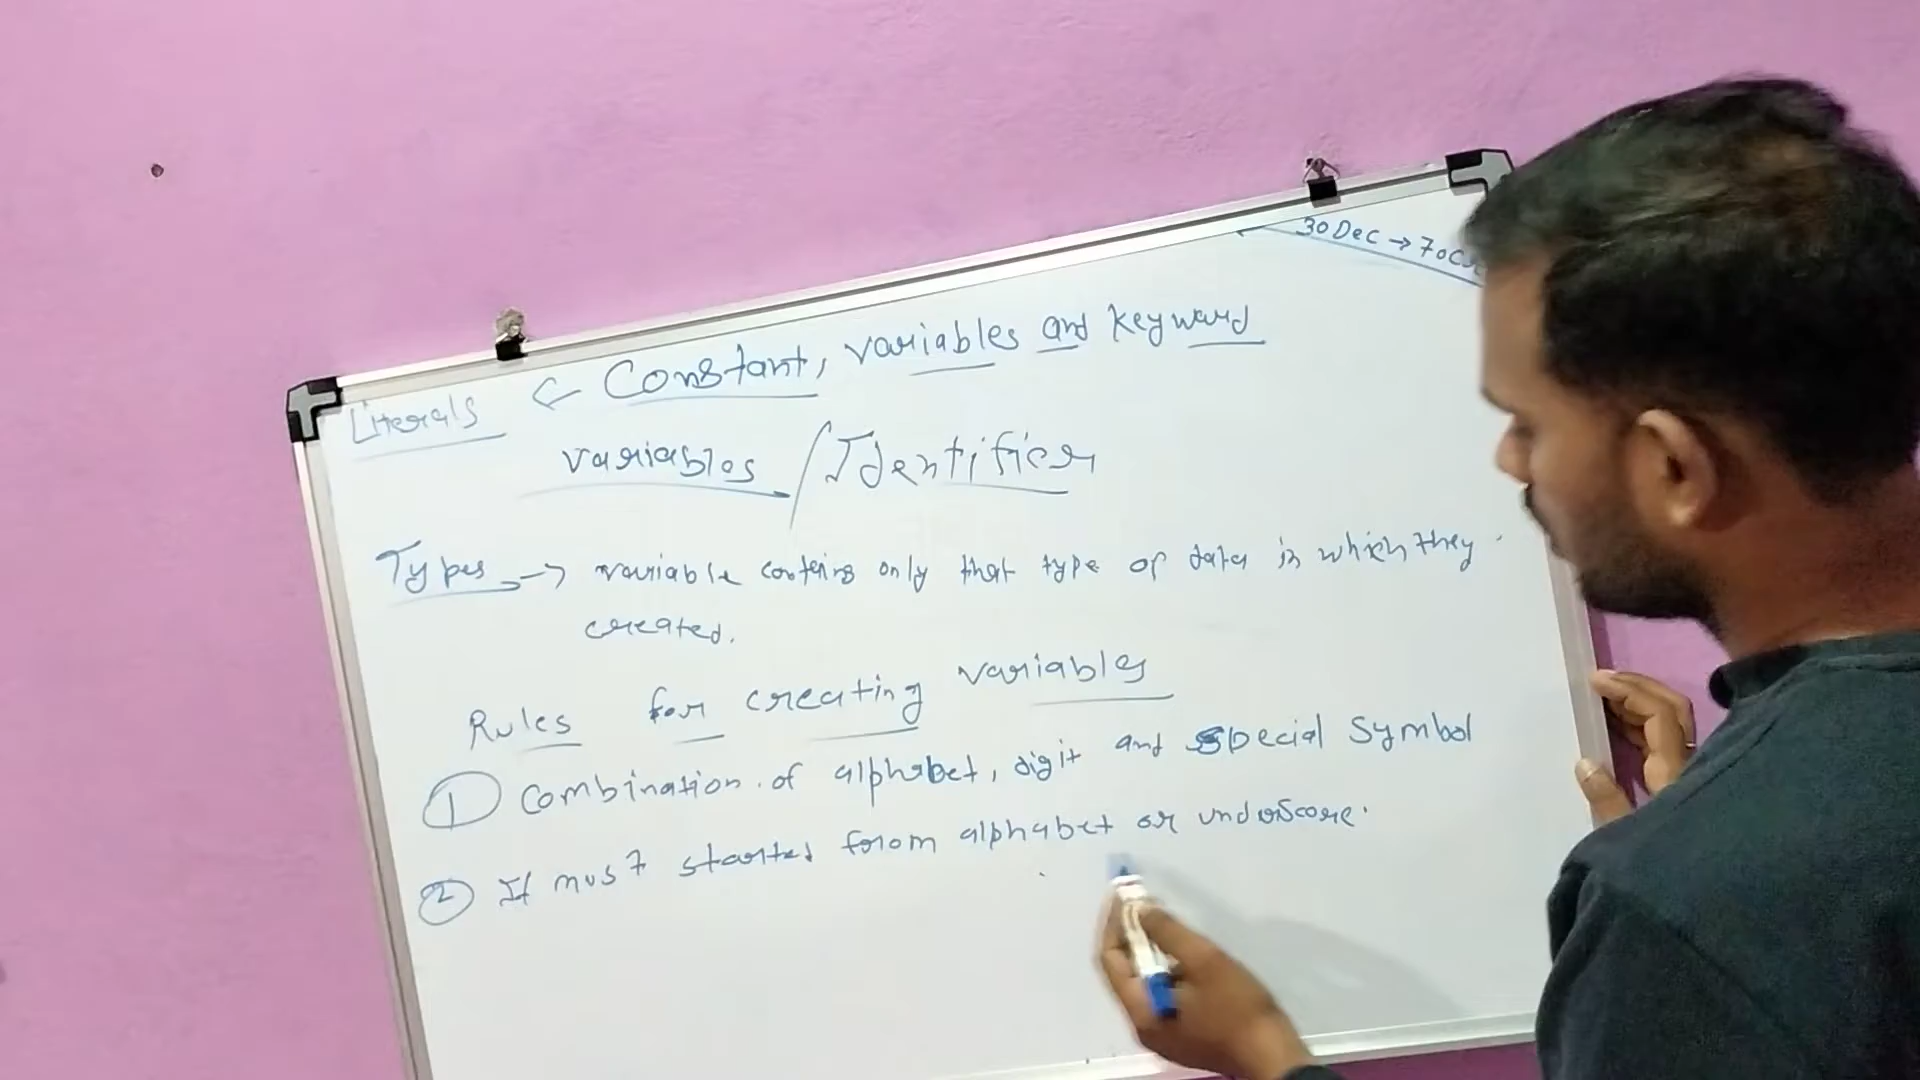 30 Dec →
Constant, variables and keyward
Literals ←
variables / Identifier
Types → variable contains only that type of data in which they
created.
Rules for creating variables
① Combination of alphabet, digit and special symbol
② It must started from alphabet or underscore.